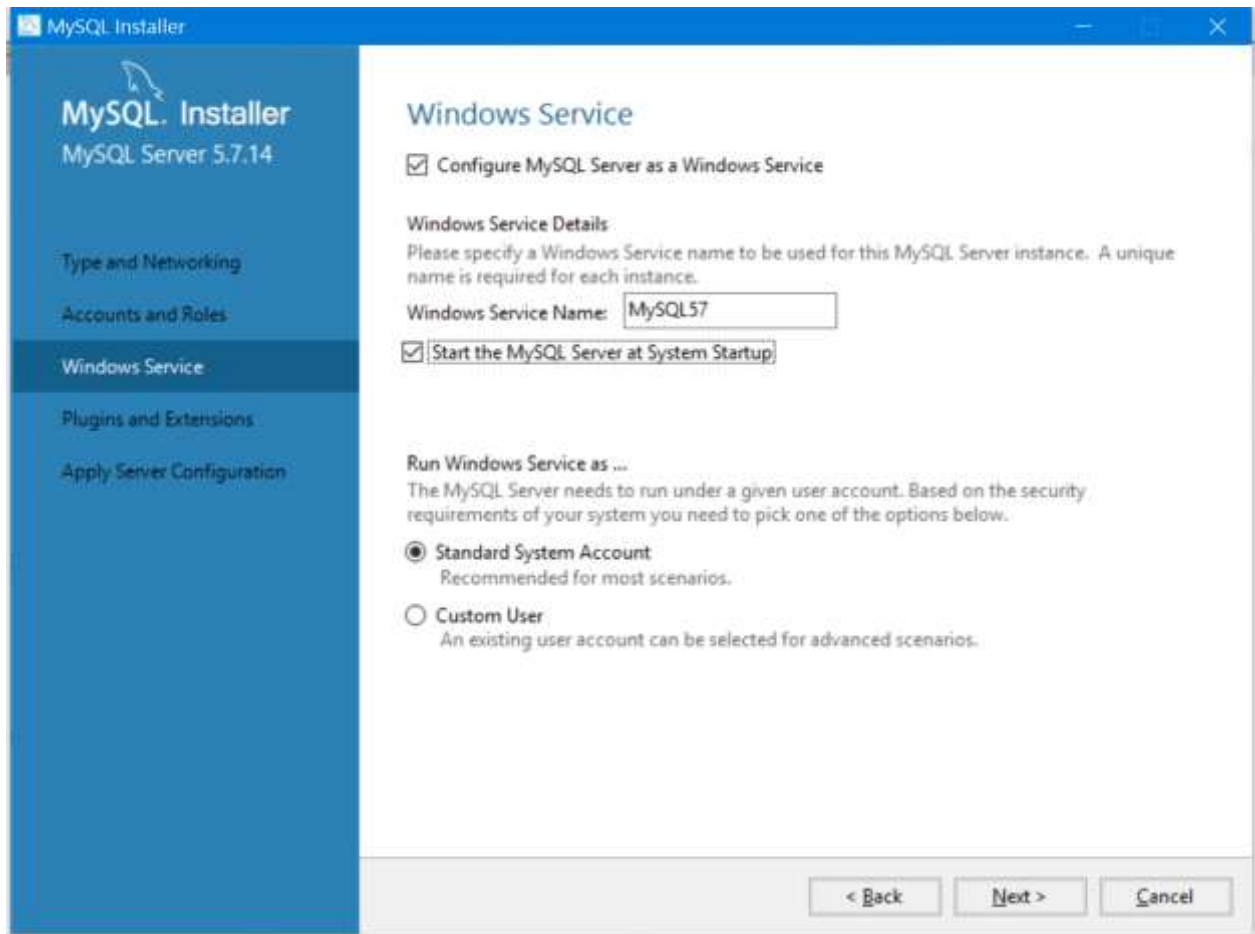 MySQL Installer
MySQL. Installer
MySQL Server 5.7.14
Type and Networking
Accounts and Roles
Windows Service
Plugins and Extensions
Apply Server Configuration
Windows Service
Configure MySQL Server as a Windows Service
Windows Service Details
Please specify a Windows Service name to be used for this MySQL Server instance. A unique
name is required for each instance.
Windows Service Name: MySQL57
Start the MySQL Server at System Startup
Run Windows Service as ...
The MySQL Server needs to run under a given user account. Based on the security
requirements of your system you need to pick one of the options below.
Standard System Account
Recommended for most scenarios.
Custom User
An existing user account can be selected for advanced scenarios.
< Back Next > Cancel